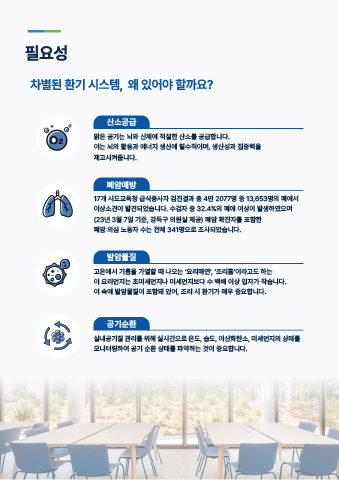 필요성
차별된 환기 시스템, 왜 있어야 할까요?
산소공급
O2
맑은 공기는 뇌와 신체에 적절한 산소를 공급합니다.
이는 뇌의 활동과 에너지 생산에 필수적이며, 생산성과 집중력을
제고시켜줍니다.
폐암예방
17개 시도교육청 급식종사자 검진결과 총 4만 2077명 중 13,653명의 폐에서
이상소견이 발견되었습니다. 수검자 중 32.4%의 폐에 이상이 발생하였으며
(23년 3월 7일 기준, 강득구 의원실 제공) 폐암 확진자를 포함한
폐암 의심 노동자 수는 전체 341명으로 조사되었습니다.
발암물질
고온에서 기름을 가열할 때 나오는 '요리매연', '조리흄'이라고도 하는
이 요리먼지는 초미세먼지나 미세먼지보다 수 백배 이상 입자가 작습니다.
이 속에 발암물질이 포함돼 있어, 조리 시 환기가 매우 중요합니다.
공기순환
실내공기질 관리를 위해 실시간으로 온도, 습도, 이산화탄소, 미세먼지의 상태를
모니터링하여 공기 순환 상태를 파악하는 것이 중요합니다.